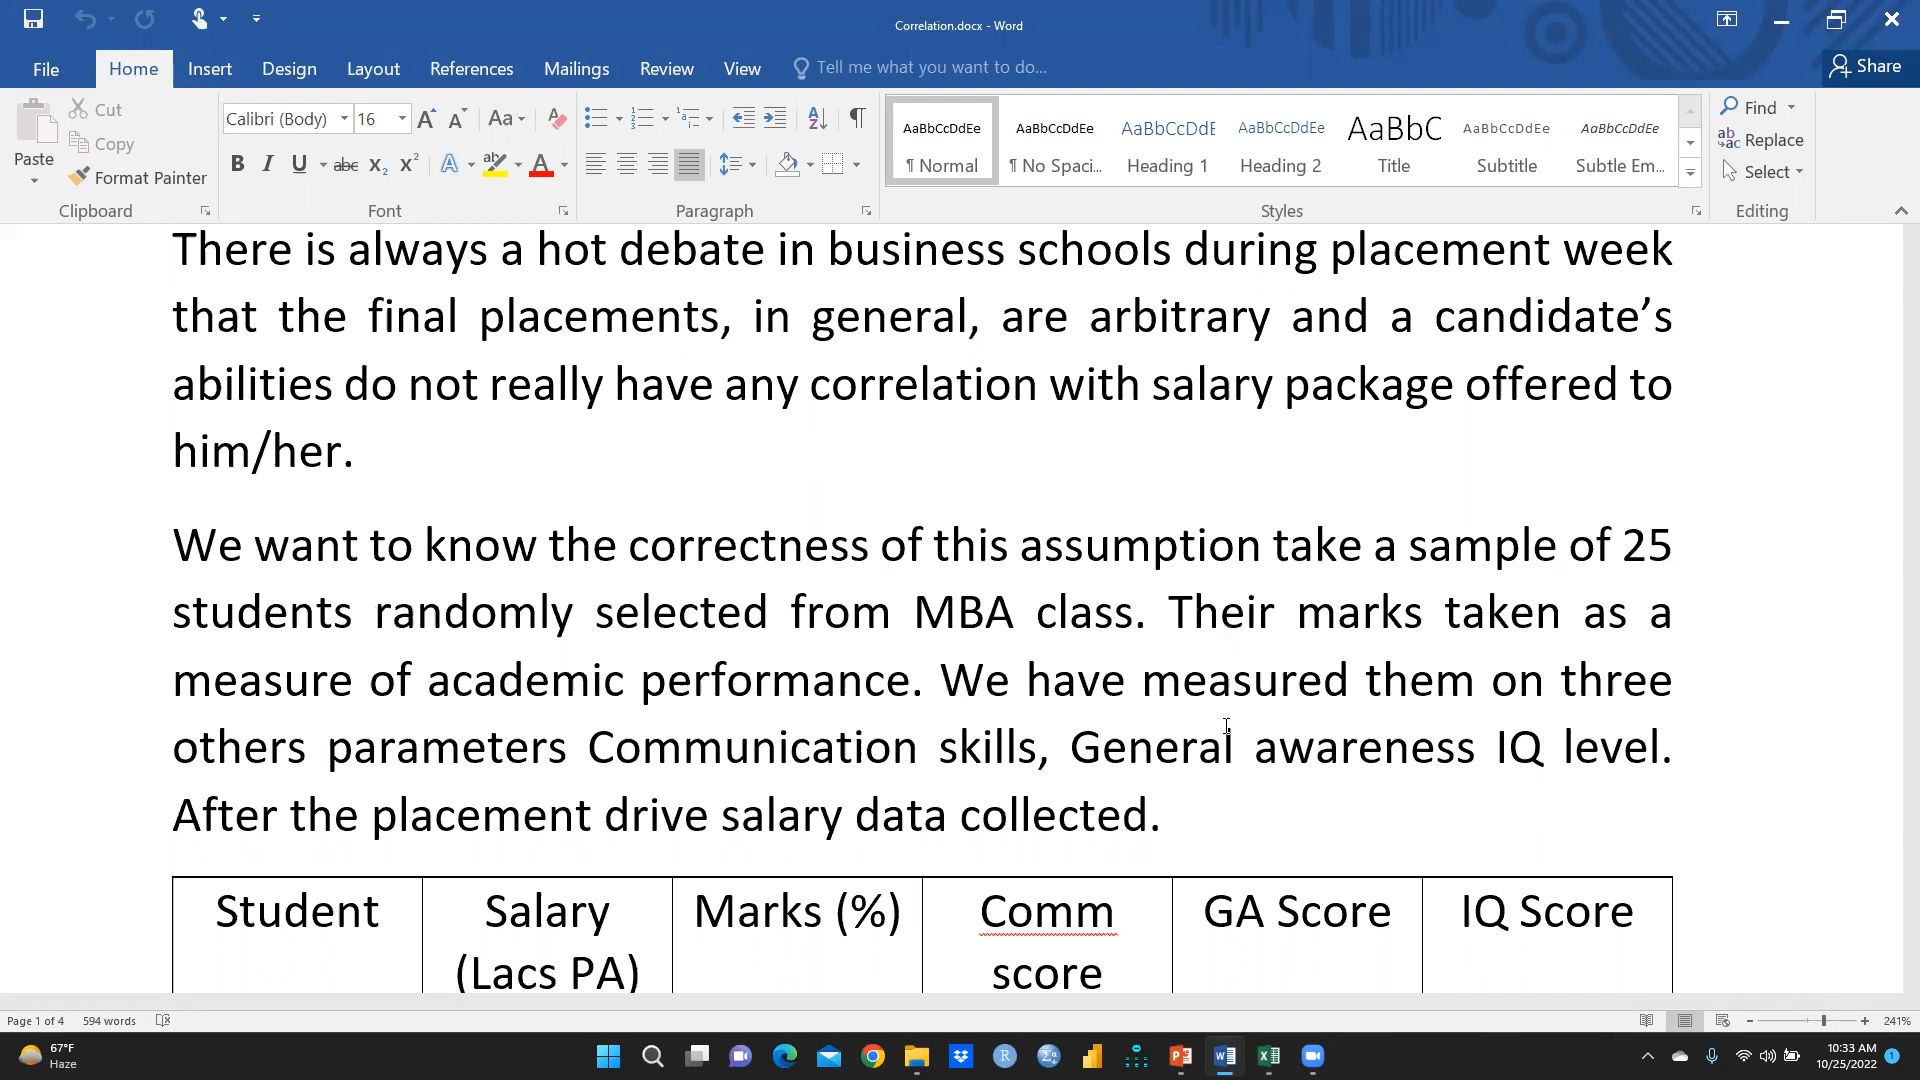 Correlation.docx - Word
File Home Insert Design Layout References Mailings Review View Tell me what you want to do... Share
Cut
Copy
Paste
Format Painter
Clipboard
Calibri (Body) 16
Font
Paragraph
AaBbCcDdEe AaBbCcDdEe AaBbCcDdE AaBbCcDdEe AaBbC AaBbCcDdEe AaBbCcDdEe
¶ Normal ¶ No Spaci... Heading 1 Heading 2 Title Subtitle Subtle Em...
Styles
Find
Replace
Select
Editing
There is always a hot debate in business schools during placement week
that the final placements, in general, are arbitrary and a candidate’s
abilities do not really have any correlation with salary package offered to
him/her.
We want to know the correctness of this assumption take a sample of 25
students randomly selected from MBA class. Their marks taken as a
measure of academic performance. We have measured them on three
others parameters Communication skills, General awareness IQ level.
After the placement drive salary data collected.
Student Salary (Lacs PA) Marks (%) Comm score GA Score IQ Score
Page 1 of 4 594 words 241%
67°F
Haze
10:33 AM
10/25/2022